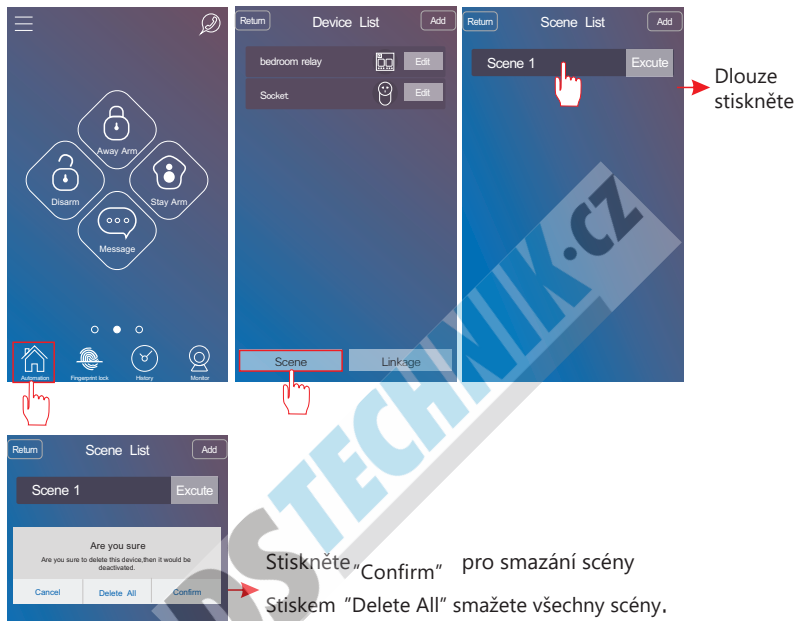 Away Arm
Disarm
Stay Arm
Message
Automation
Fingerprint lock
History
Monitor
Return Device List Add
bedroom relay Edit
Socket Edit
Scene Linkage
Return Scene List Add
Scene 1 Excute
Dlouze
stiskněte
Return Scene List Add
Scene 1 Excute
Are you sure
Are you sure to delete this device,then it would be
deactivated.
Cancel Delete All Confirm
Stiskněte "Confirm" pro smazání scény
Stiskem "Delete All" smažete všechny scény.
DSTECHNIK.CZ